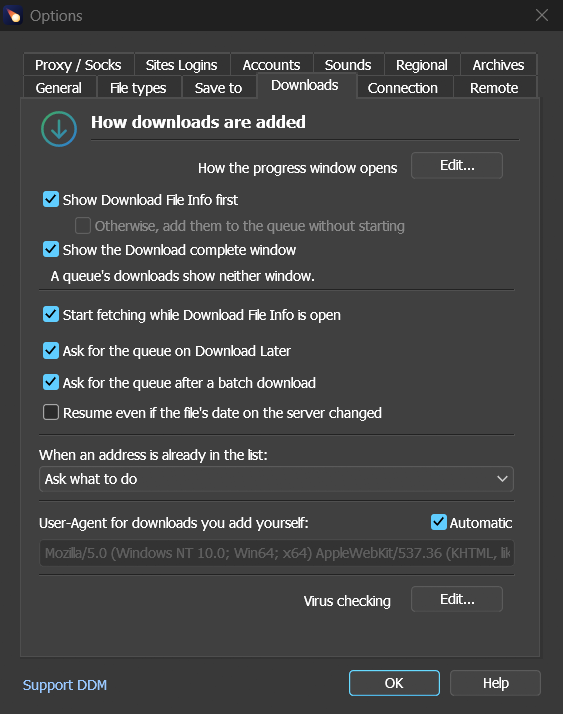 Options
Proxy / Socks Sites Logins Accounts Sounds Regional Archives
General File types Save to Downloads Connection Remote
How downloads are added
How the progress window opens Edit...
Show Download File Info first
Otherwise, add them to the queue without starting
Show the Download complete window
A queue's downloads show neither window.
Start fetching while Download File Info is open
Ask for the queue on Download Later
Ask for the queue after a batch download
Resume even if the file's date on the server changed
When an address is already in the list:
Ask what to do
User-Agent for downloads you add yourself: Automatic
Mozilla/5.0 (Windows NT 10.0; Win64; x64) AppleWebKit/537.36 (KHTML, lik
Virus checking Edit...
Support DDM OK Help